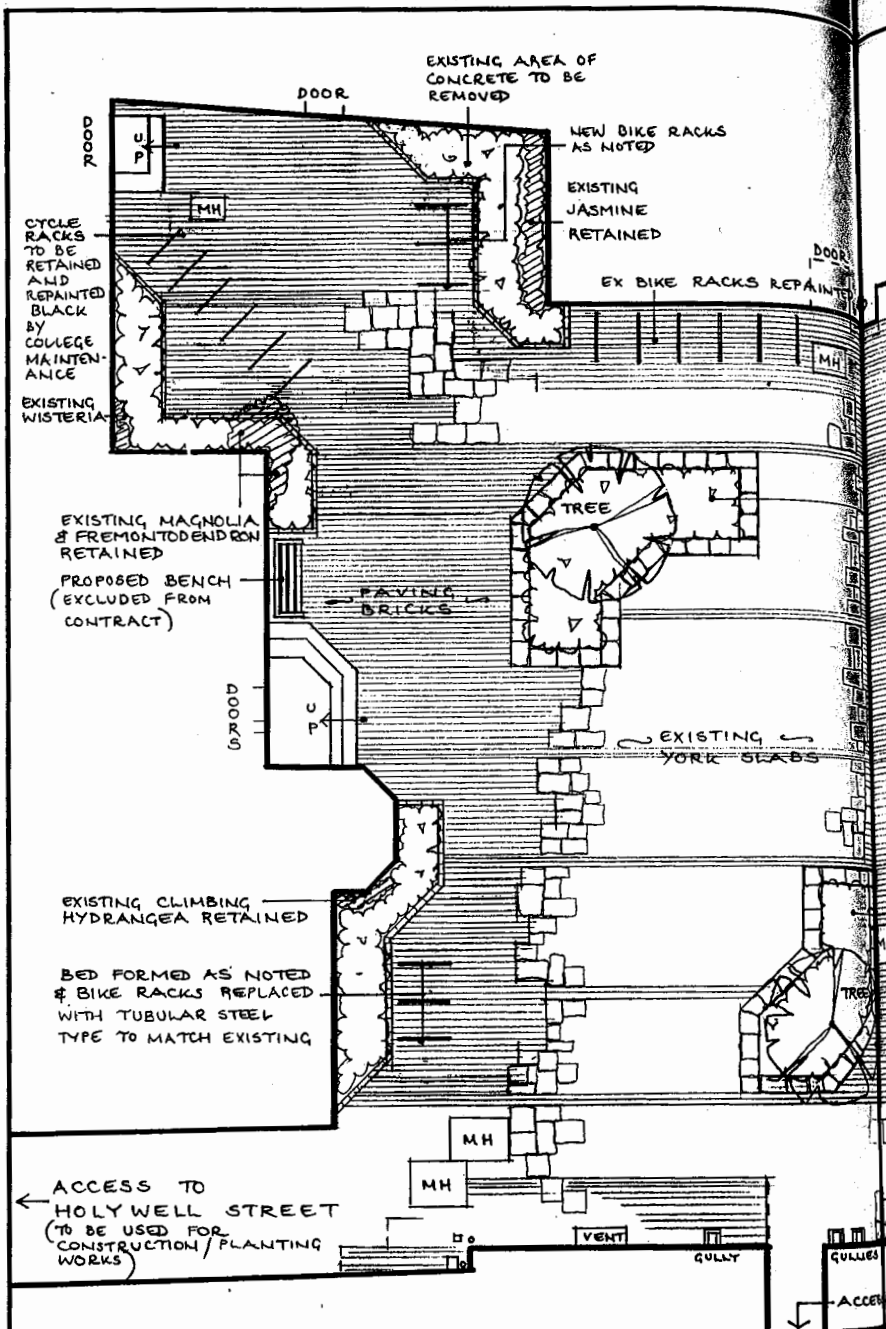 EXISTING AREA OF
CONCRETE TO BE
REMOVED
DOOR
DOOR
UP
MH
NEW BIKE RACKS
AS NOTED
EXISTING
JASMINE
RETAINED
DOOR
EX BIKE RACKS REPAINT
MH
CYCLE
RACKS
TO BE
RETAINED
AND
REPAINTED
BLACK
BY
COLLEGE
MAINTEN-
ANCE
EXISTING
WISTERIA
TREE
EXISTING MAGNOLIA
& FREMONTODENDRON
RETAINED
PROPOSED BENCH
(EXCLUDED FROM
CONTRACT)
PAVING
BRICKS
DOORS
UP
EXISTING
YORK SLABS
EXISTING CLIMBING
HYDRANGEA RETAINED
BED FORMED AS NOTED
& BIKE RACKS REPLACED
WITH TUBULAR STEEL
TYPE TO MATCH EXISTING
TREE
MH
MH
ACCESS TO
HOLYWELL STREET
(TO BE USED FOR
CONSTRUCTION/PLANTING
WORKS)
VENT
GULLY
GULLIES